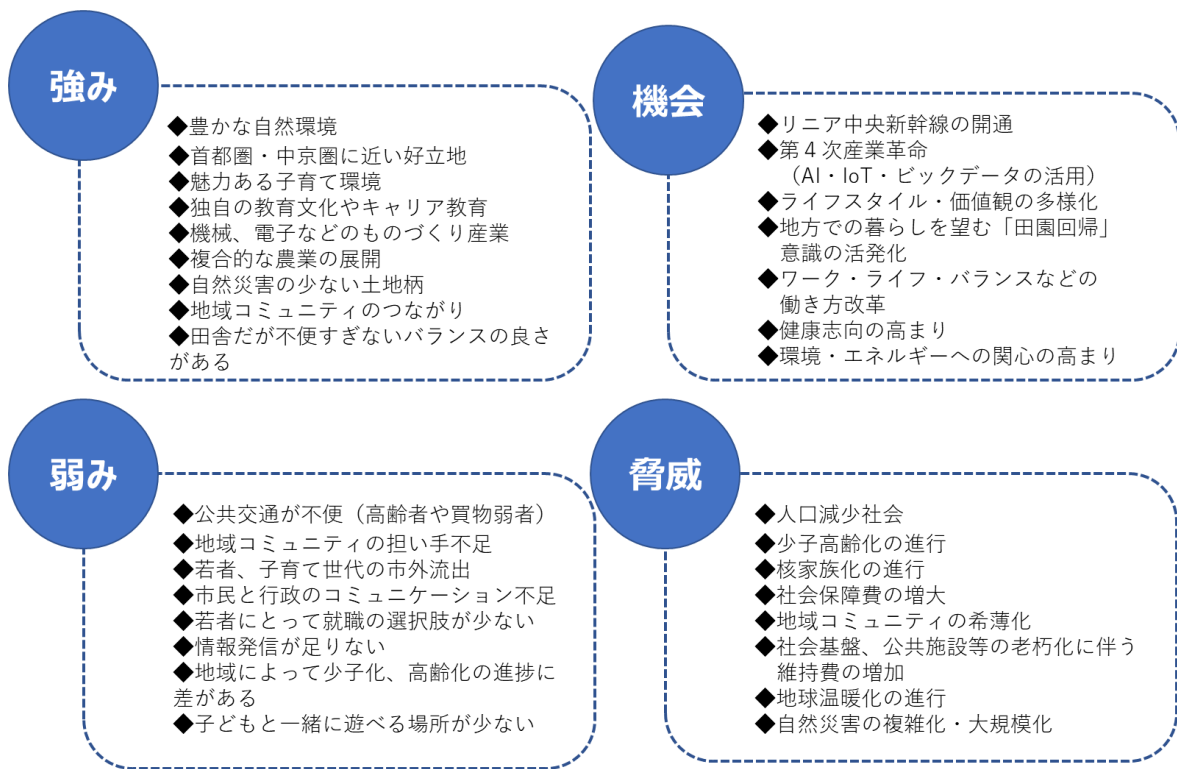 強み
◆豊かな自然環境
◆首都圏・中京圏に近い好立地
◆魅力ある子育て環境
◆独自の教育文化やキャリア教育
◆機械、電子などのものづくり産業
◆複合的な農業の展開
◆自然災害の少ない土地柄
◆地域コミュニティのつながり
◆田舎だが不便すぎないバランスの良さ
がある
機会
◆リニア中央新幹線の開通
◆第４次産業革命
（AI・IoT・ビックデータの活用）
◆ライフスタイル・価値観の多様化
◆地方での暮らしを望む「田園回帰」
意識の活発化
◆ワーク・ライフ・バランスなどの
働き方改革
◆健康志向の高まり
◆環境・エネルギーへの関心の高まり
弱み
◆公共交通が不便（高齢者や買物弱者）
◆地域コミュニティの担い手不足
◆若者、子育て世代の市外流出
◆市民と行政のコミュニケーション不足
◆若者にとって就職の選択肢が少ない
◆情報発信が足りない
◆地域によって少子化、高齢化の進捗に
差がある
◆子どもと一緒に遊べる場所が少ない
脅威
◆人口減少社会
◆少子高齢化の進行
◆核家族化の進行
◆社会保障費の増大
◆地域コミュニティの希薄化
◆社会基盤、公共施設等の老朽化に伴う
維持費の増加
◆地球温暖化の進行
◆自然災害の複雑化・大規模化